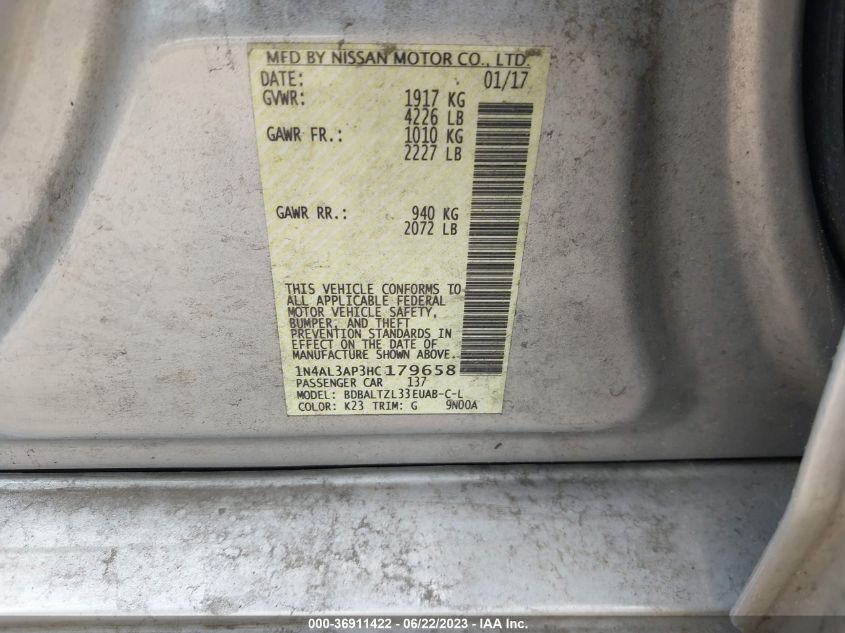 MFD BY NISSAN MOTOR CO., LTD.
DATE: 01/17
GVWR: 1917 KG
4226 LB
GAWR FR.: 1010 KG
2227 LB
GAWR RR.: 940 KG
2072 LB
THIS VEHICLE CONFORMS TO
ALL APPLICABLE FEDERAL
MOTOR VEHICLE SAFETY,
BUMPER, AND THEFT
PREVENTION STANDARDS IN
EFFECT ON THE DATE OF
MANUFACTURE SHOWN ABOVE.
1N4AL3AP3HC179658
PASSENGER CAR 137
MODEL: BDBALTZL33EUAB-C-L
COLOR: K23 TRIM: G 9N00A
000-36911422 - 06/22/2023 - IAA Inc.